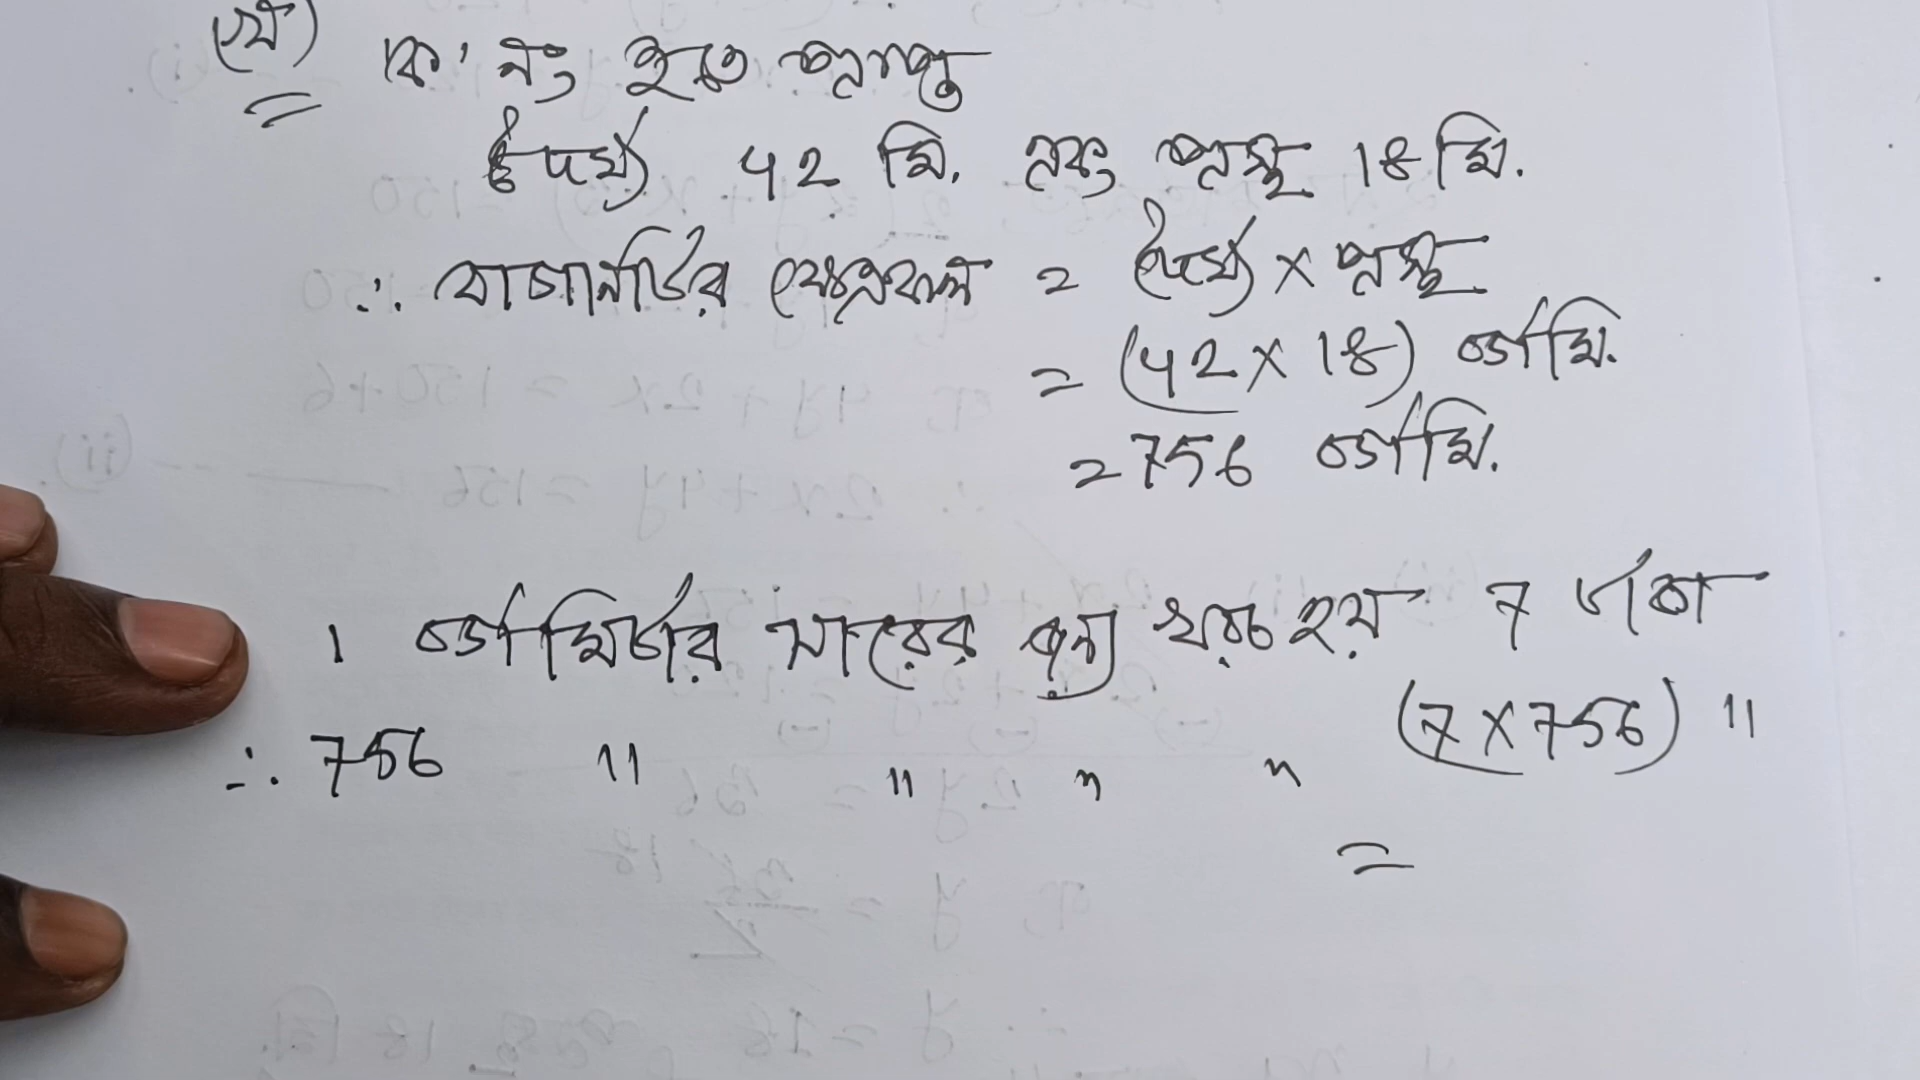 (খ) 'ক' নং হতে প্রাপ্ত
দৈর্ঘ্য 42 মি. এবং প্রস্থ 18 মি.
∴ বাগানটির ক্ষেত্রফল = দৈর্ঘ্য × প্রস্থ
= (42 × 18) বর্গমি.
= 756 বর্গমি.
1 বর্গমিটার সারের জন্য খরচ হয় 7 টাকা
∴ 756 " " " " (7 × 756) "
=